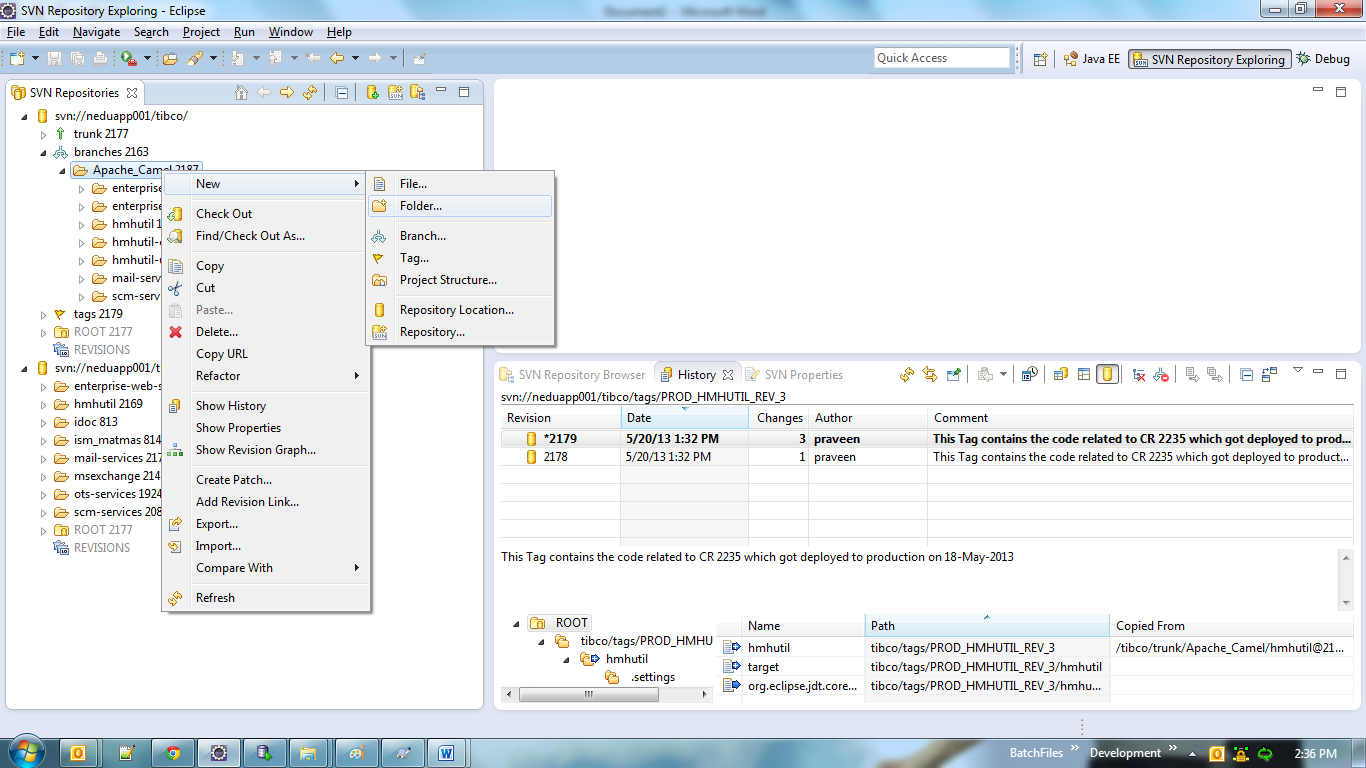 SVN Repository Exploring - Eclipse
File Edit Navigate Search Project Run Window Help
Quick Access
Java EE
SVN Repository Exploring
Debug
SVN Repositories
svn://neduapp001/tibco/
trunk 2177
branches 2163
Apache_Camel 2187
enterprise
enterprise
hmhutil 1
hmhutil-
hmhutil-
mail-serv
scm-serv
tags 2179
ROOT 2177
REVISIONS
svn://neduapp001/t
enterprise-web-s
hmhutil 2169
idoc 813
ism_matmas 814
mail-services 217
msexchange 214
ots-services 1924
scm-services 208
ROOT 2177
REVISIONS
New
Check Out
Find/Check Out As...
Copy
Cut
Paste...
Delete...
Copy URL
Refactor
Show History
Show Properties
Show Revision Graph...
Create Patch...
Add Revision Link...
Export...
Import...
Compare With
Refresh
File...
Folder...
Branch...
Tag...
Project Structure...
Repository Location...
Repository...
SVN Repository Browser
History
SVN Properties
svn://neduapp001/tibco/tags/PROD_HMHUTIL_REV_3
Revision Date Changes Author Comment
*2179 5/20/13 1:32 PM 3 praveen This Tag contains the code related to CR 2235 which got deployed to prod...
2178 5/20/13 1:32 PM 1 praveen This Tag contains the code related to CR 2235 which got deployed to product...
This Tag contains the code related to CR 2235 which got deployed to production on 18-May-2013
ROOT
tibco/tags/PROD_HMHU
hmhutil
.settings
Name Path Copied From
hmhutil tibco/tags/PROD_HMHUTIL_REV_3 /tibco/trunk/Apache_Camel/hmhutil@21...
target tibco/tags/PROD_HMHUTIL_REV_3/hmhutil
org.eclipse.jdt.core... tibco/tags/PROD_HMHUTIL_REV_3/hmhu...
BatchFiles » Development » 2:36 PM